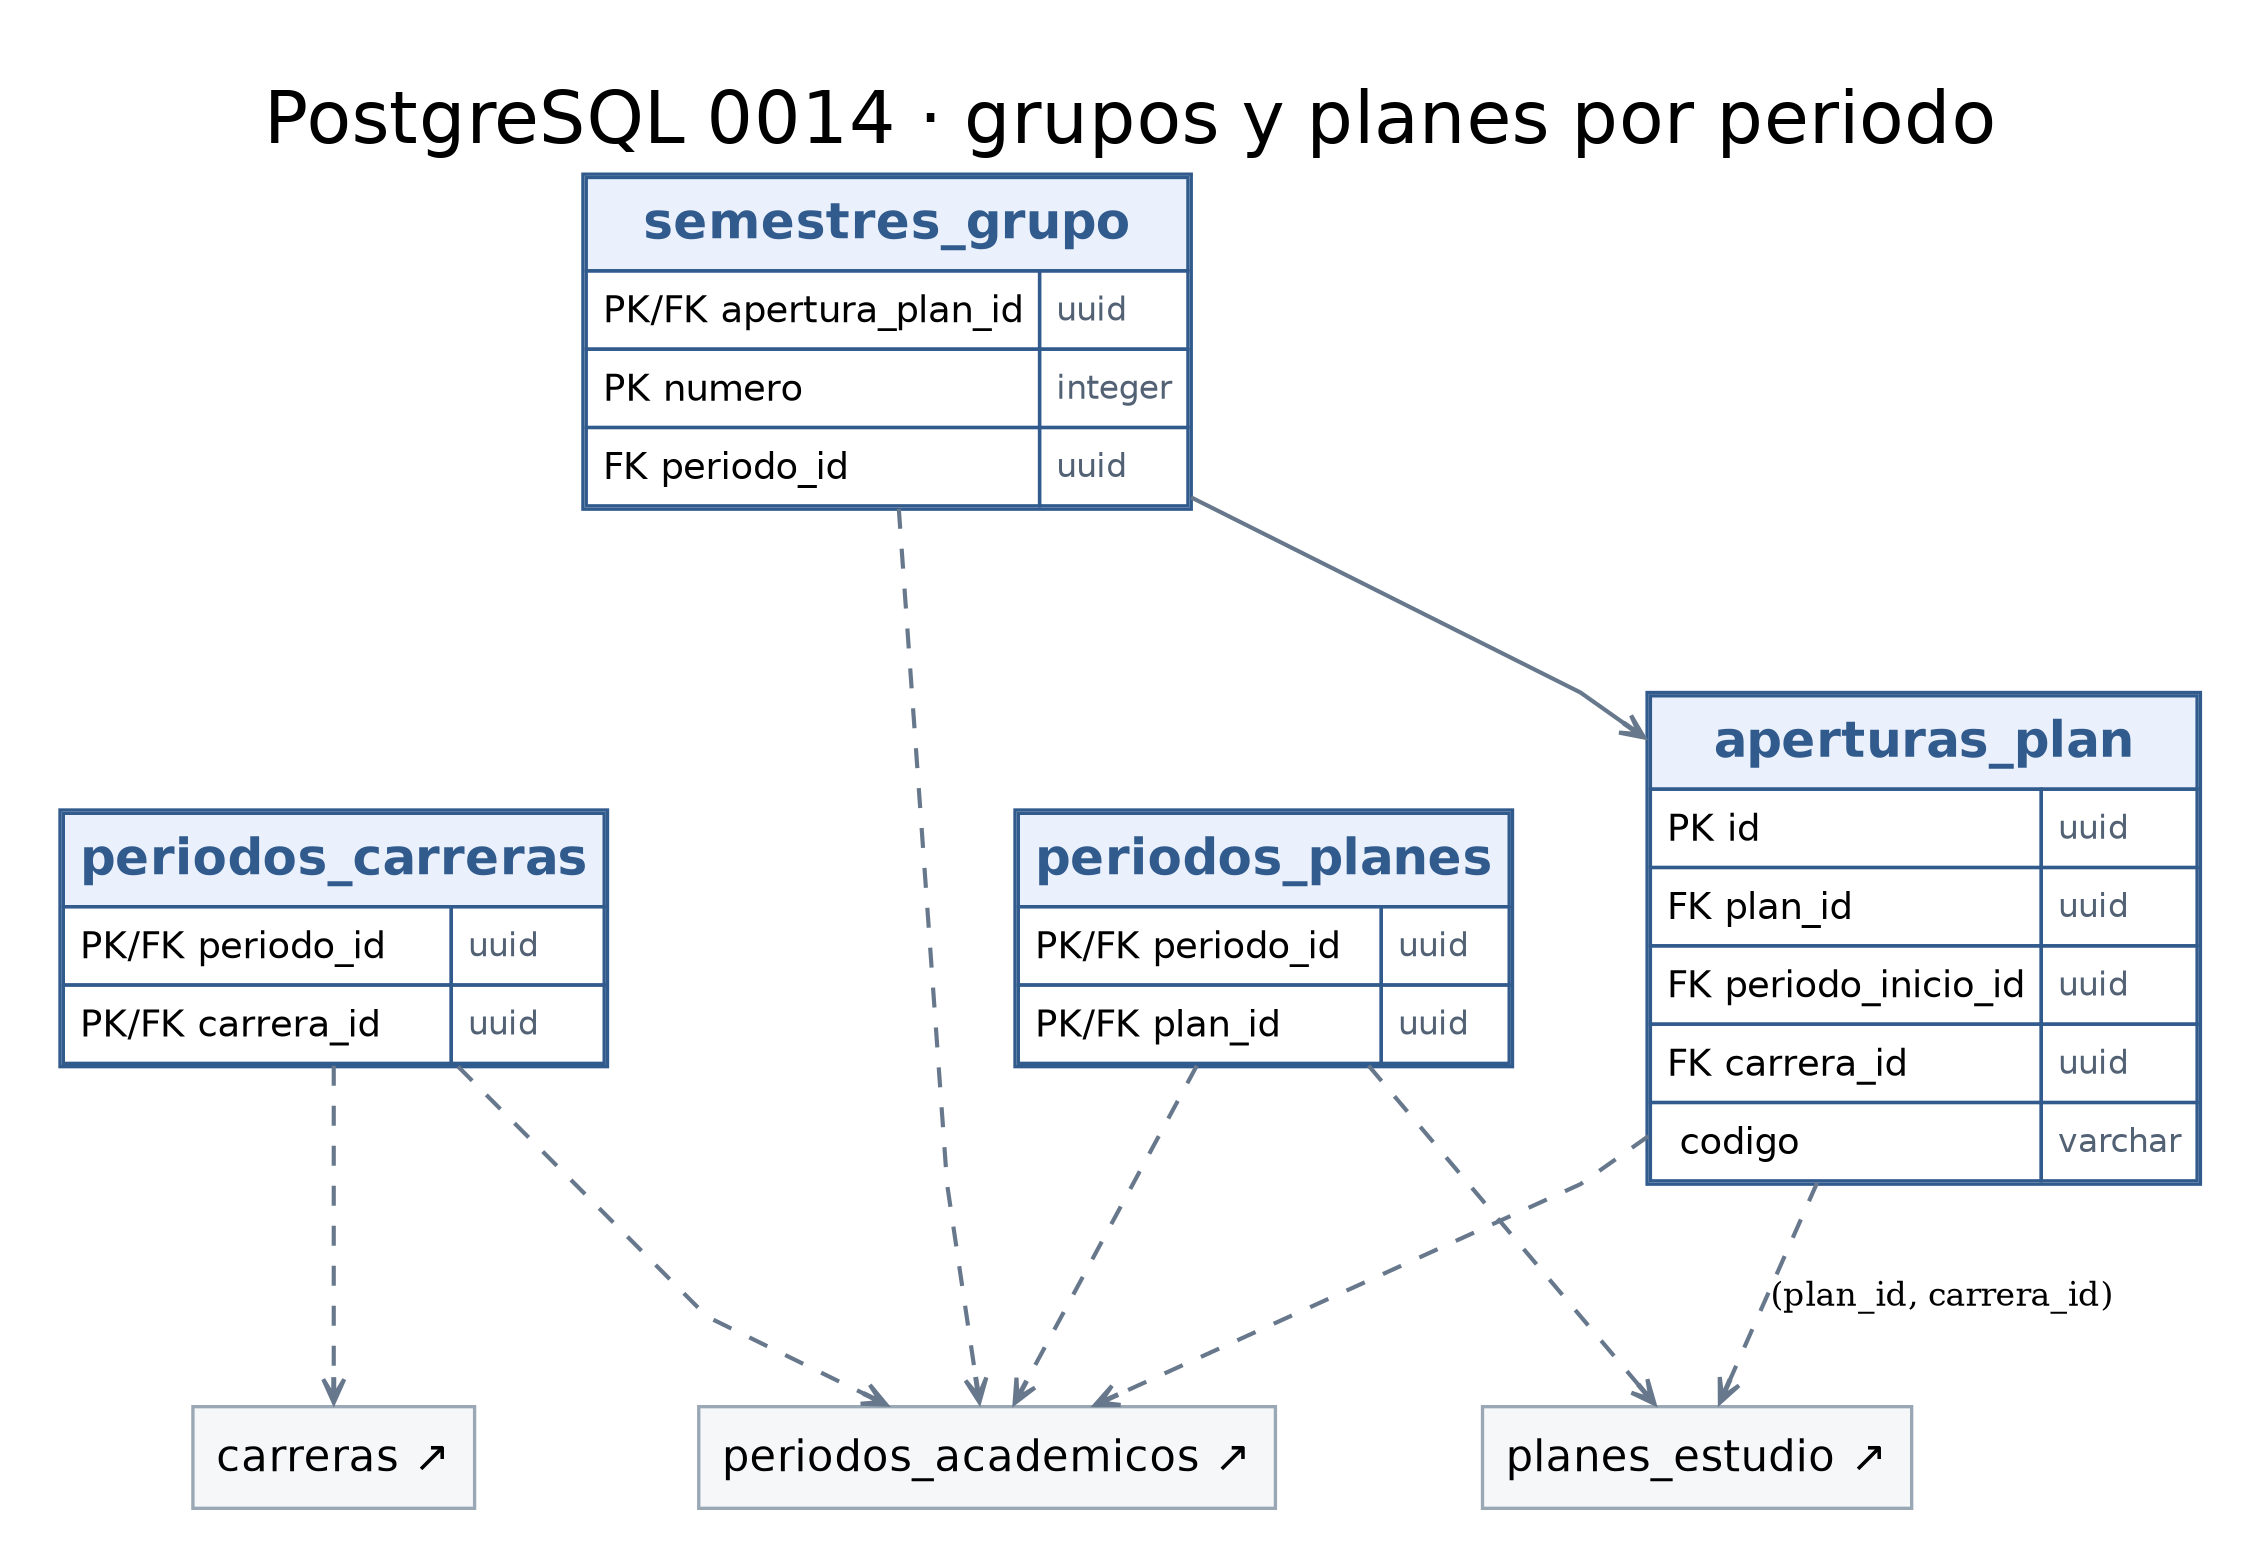 PostgreSQL 0014 · grupos y planes por periodo
semestres_grupo
PK/FK apertura_plan_id uuid
PK numero integer
FK periodo_id uuid
aperturas_plan
PK id uuid
FK plan_id uuid
FK periodo_inicio_id uuid
FK carrera_id uuid
codigo varchar
periodos_carreras
PK/FK periodo_id uuid
PK/FK carrera_id uuid
periodos_planes
PK/FK periodo_id uuid
PK/FK plan_id uuid
(plan_id, carrera_id)
carreras ↗
periodos_academicos ↗
planes_estudio ↗